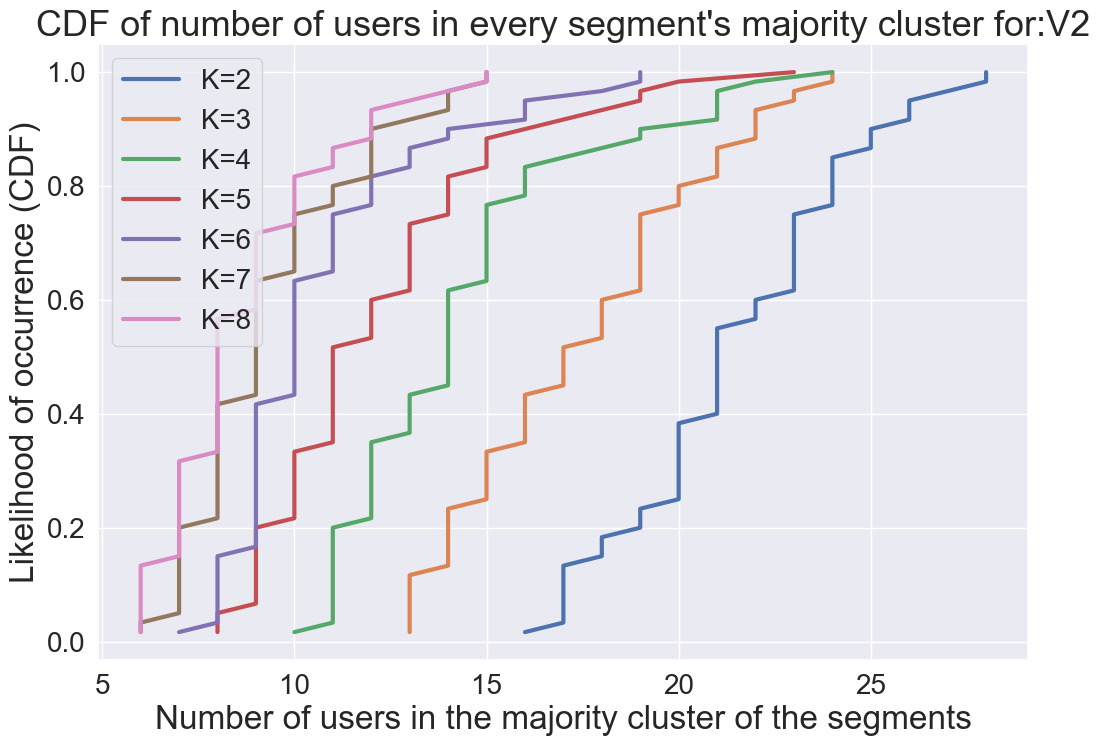 CDF of number of users in every segment's majority cluster for:V2
Likelihood of occurrence (CDF)
1.0
0.8
0.6
0.4
0.2
0.0
K=2
K=3
K=4
K=5
K=6
K=7
K=8
5 10 15 20 25
Number of users in the majority cluster of the segments